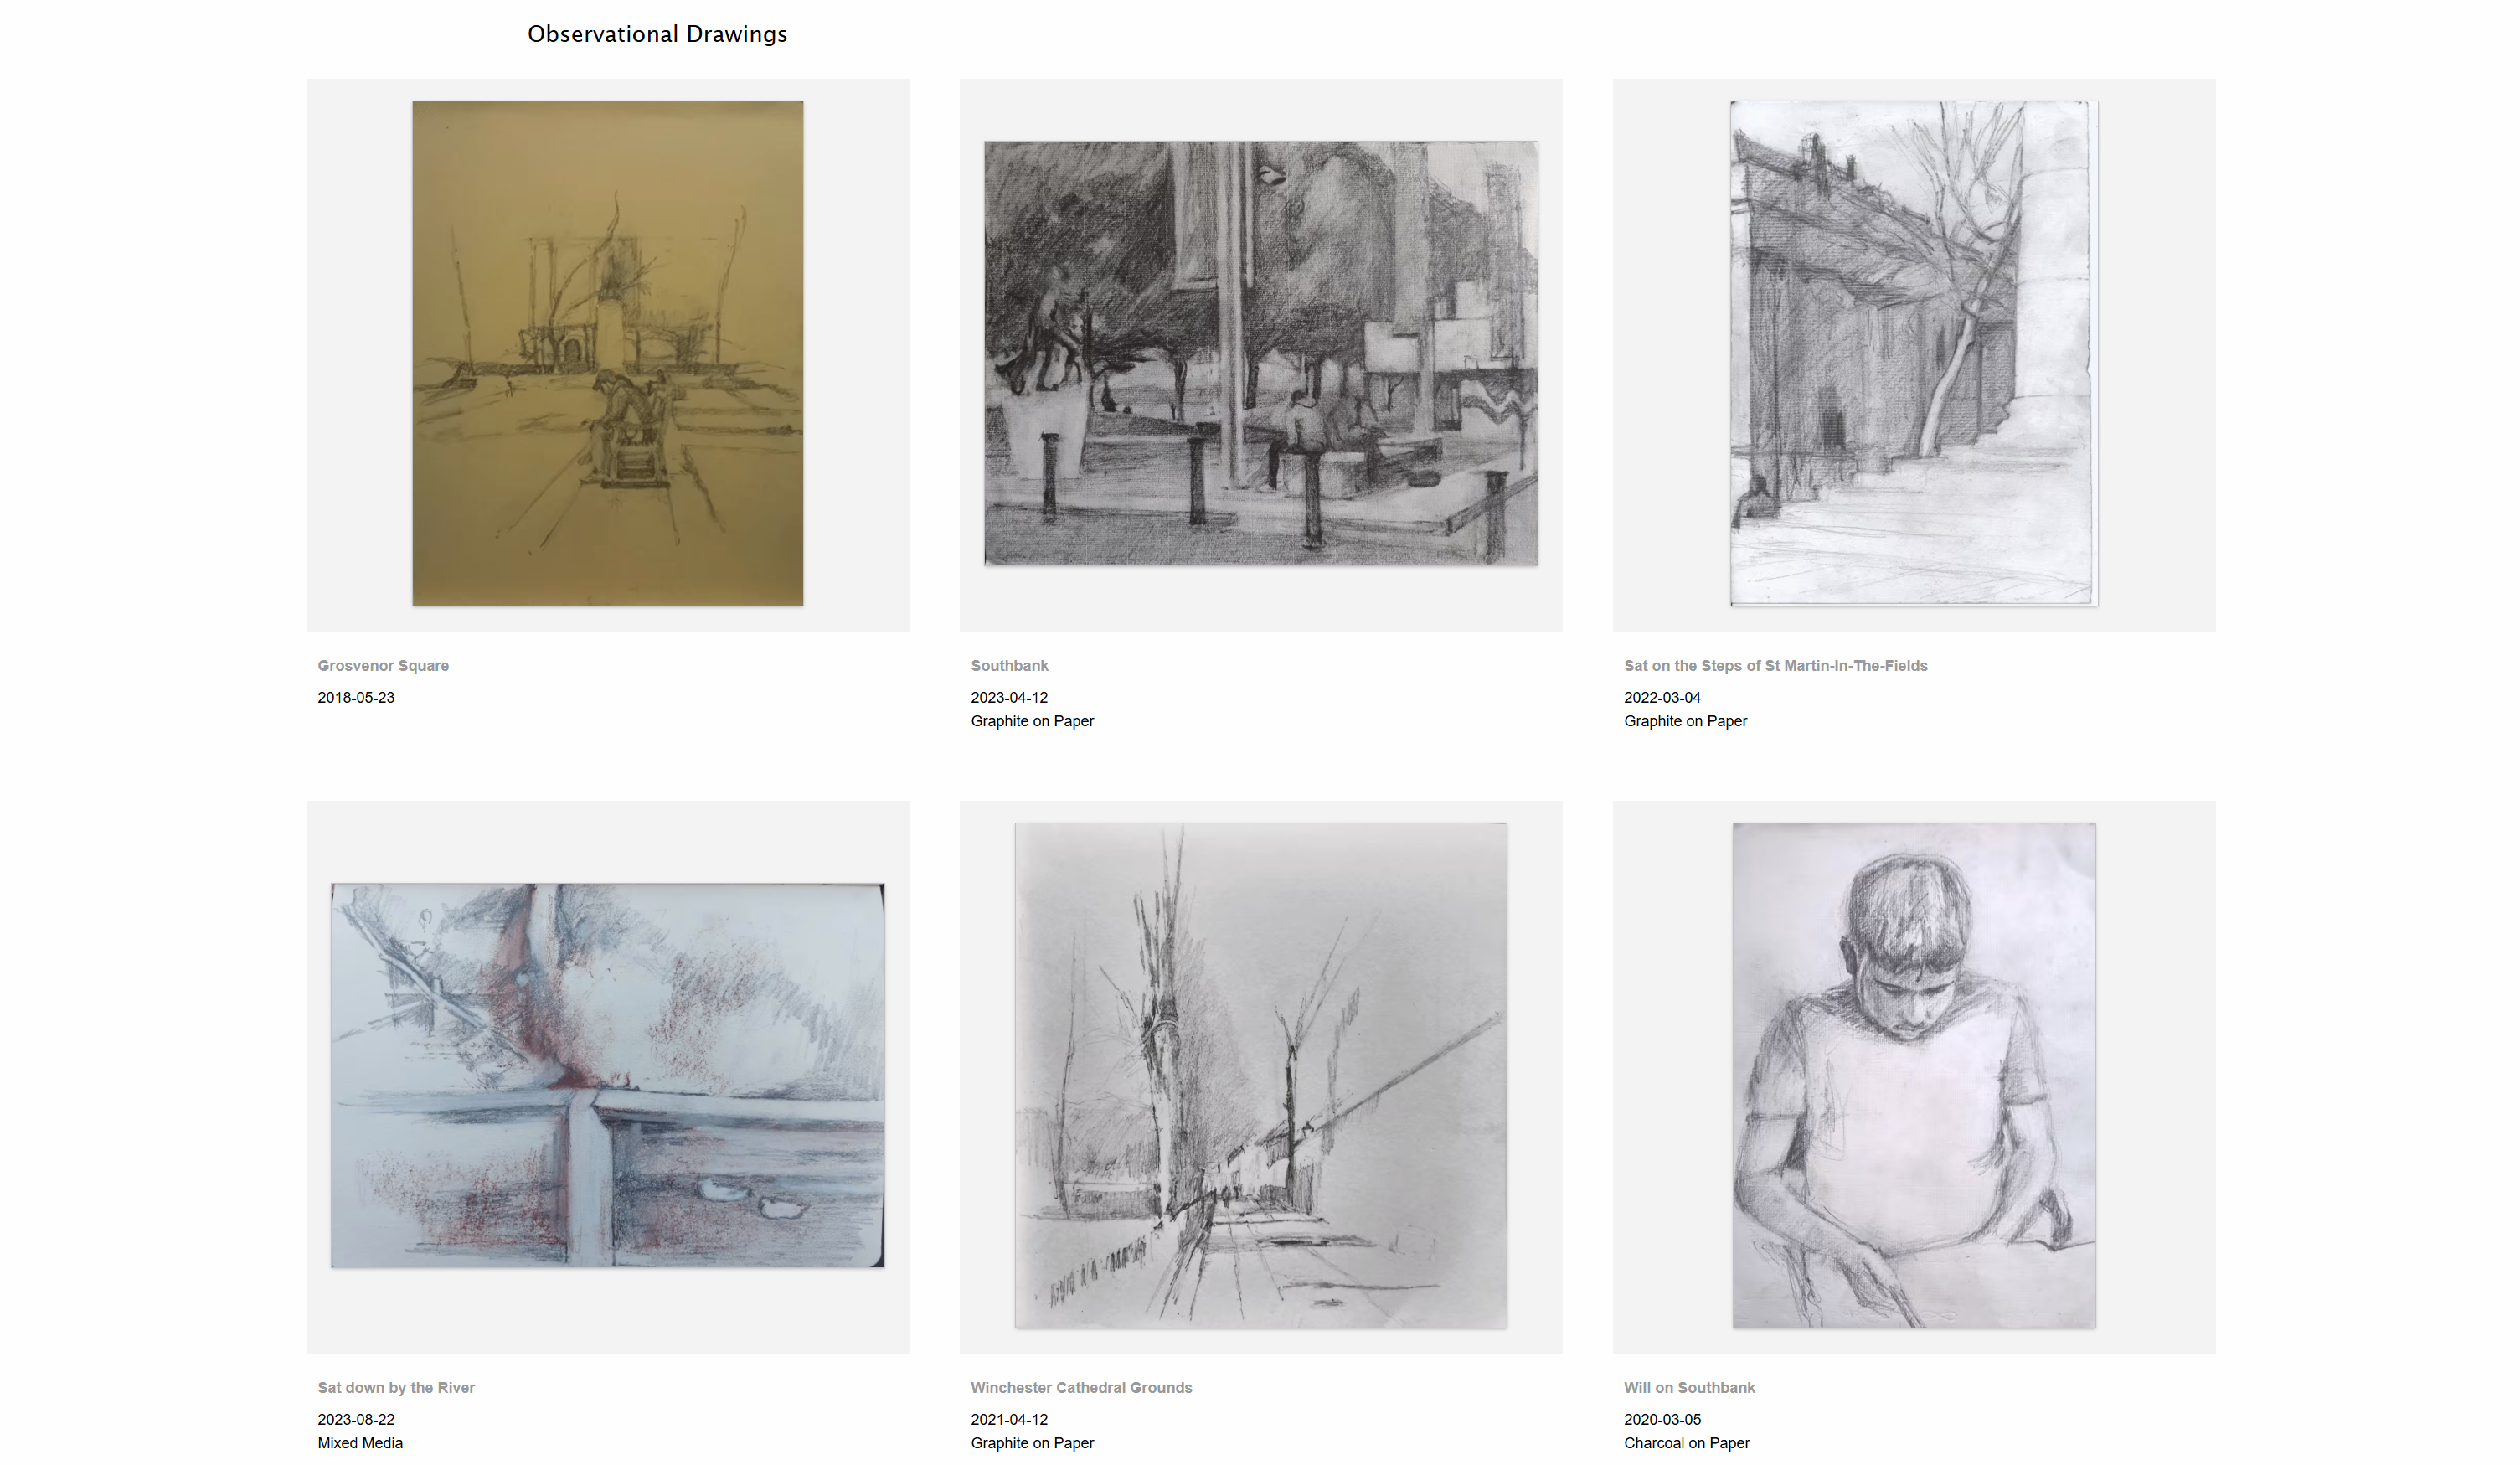 Observational Drawings
Grosvenor Square
2018-05-23
Southbank
2023-04-12
Graphite on Paper
Sat on the Steps of St Martin-In-The-Fields
2022-03-04
Graphite on Paper
Sat down by the River
2023-08-22
Mixed Media
Winchester Cathedral Grounds
2021-04-12
Graphite on Paper
Will on Southbank
2020-03-05
Charcoal on Paper